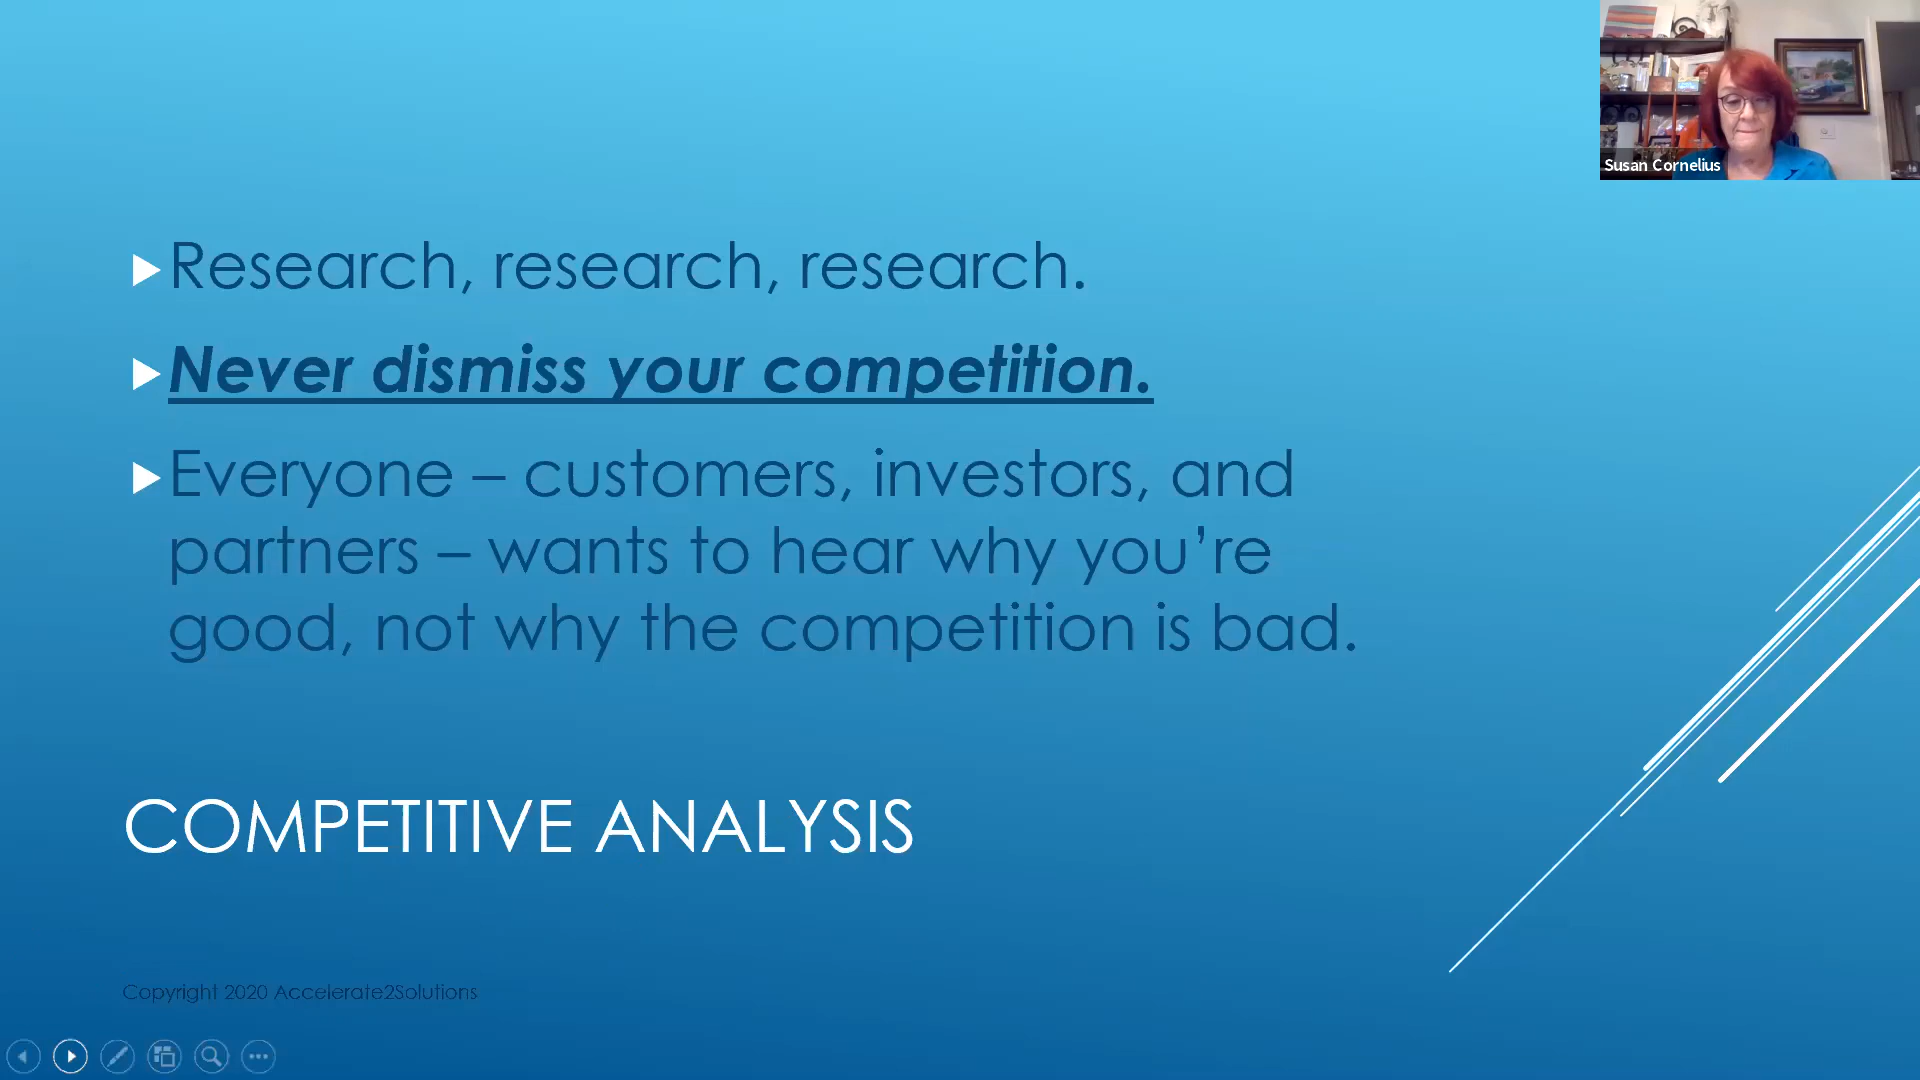 Susan Cornelius
Research, research, research.
Never dismiss your competition.
Everyone – customers, investors, and
partners – wants to hear why you’re
good, not why the competition is bad.
COMPETITIVE ANALYSIS
Copyright 2020 Accelerate2Solutions